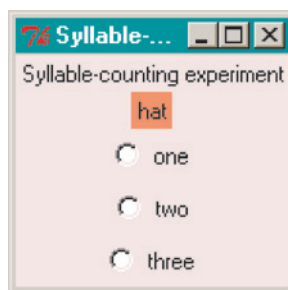 Syllable-...
Syllable-counting experiment
hat
one
two
three